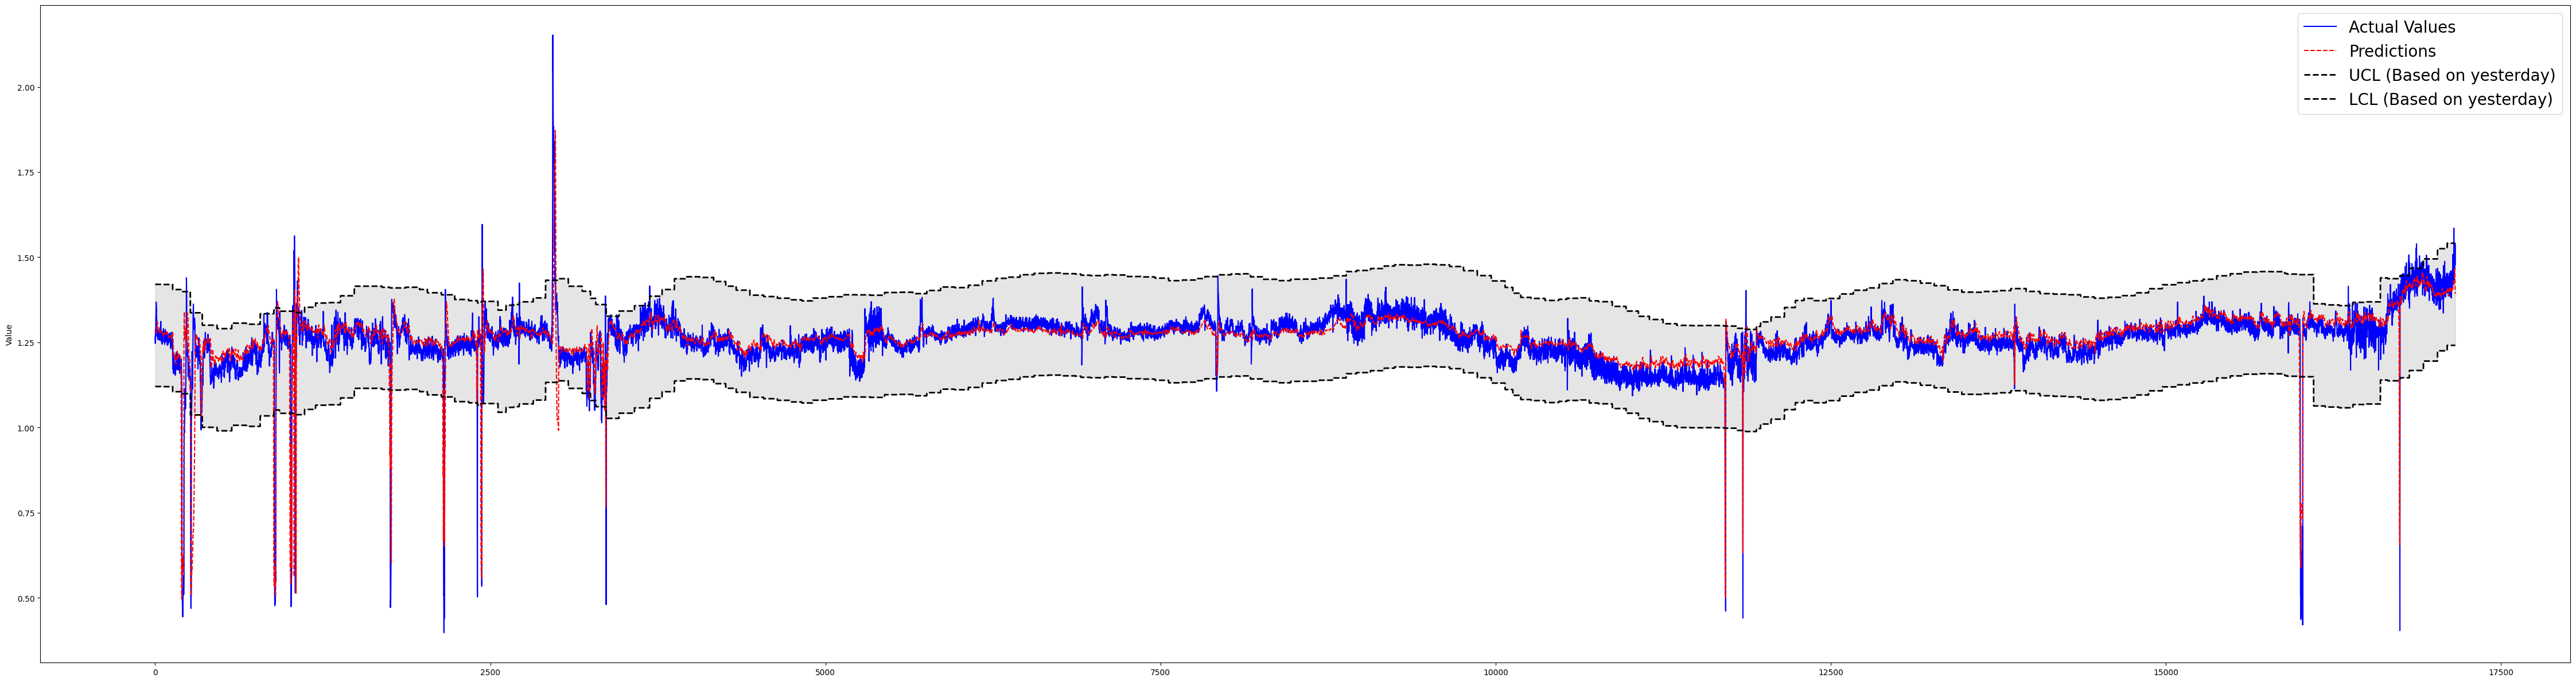 Actual Values
Predictions
UCL (Based on yesterday)
LCL (Based on yesterday)
2.00
1.75
1.50
1.25
1.00
0.75
0.50
Value
0 2500 5000 7500 10000 12500 15000 17500